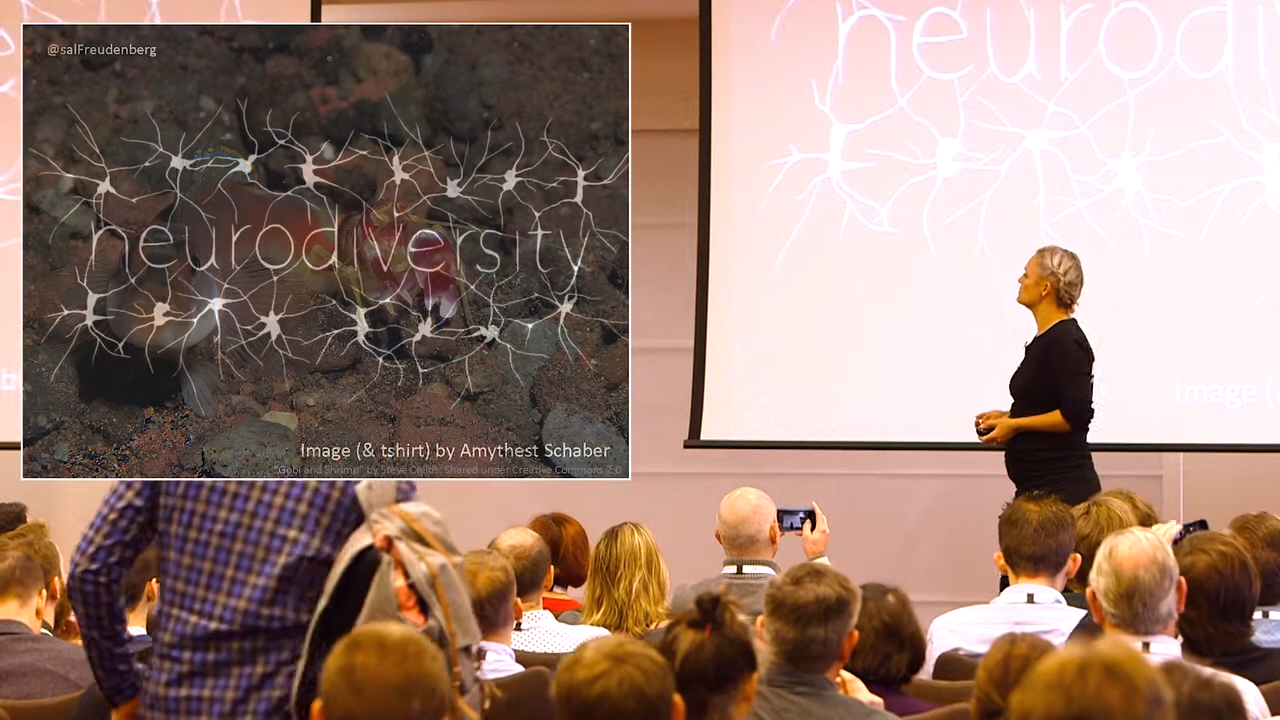 @salFreudenberg
neurodiversity
Image (& tshirt) by Amythest Schaber
"Gobi and Shrimp" by Steve Childs. Shared under Creative Commons 2.0
neurodi
Image (